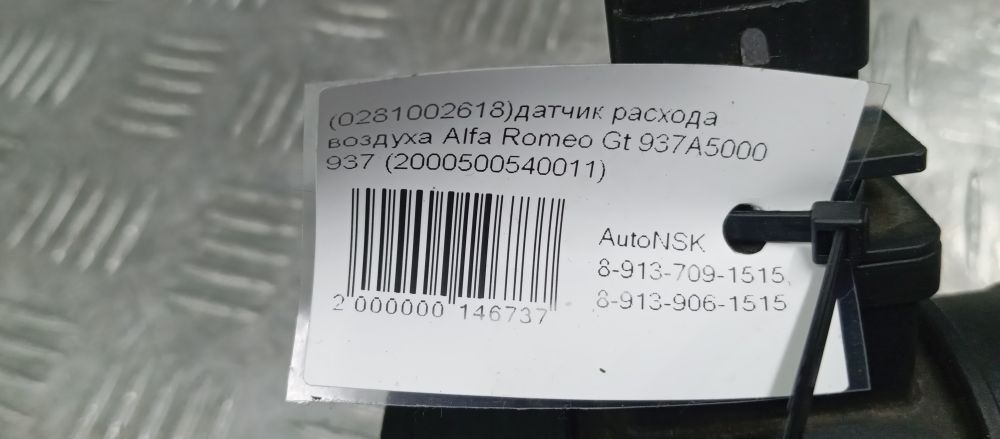 (0281002618)датчик расхода
воздуха Alfa Romeo Gt 937A5000
937 (2000500540011)
2 000000 146737
AutoNSK
8-913-709-1515,
8-913-906-1515